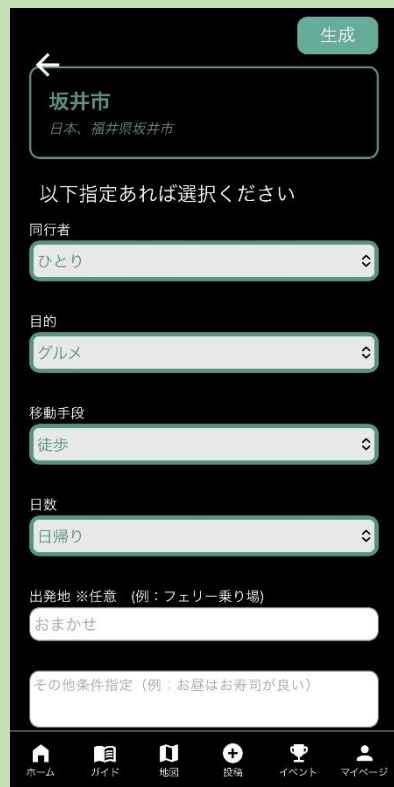 生成
坂井市
日本、福井県坂井市
以下指定あれば選択ください
同行者
ひとり
目的
グルメ
移動手段
徒歩
日数
日帰り
出発地 ※任意 (例：フェリー乗り場)
おまかせ
その他条件指定（例：お昼はお寿司が良い）
ホーム ガイド 地図 投稿 イベント マイページ